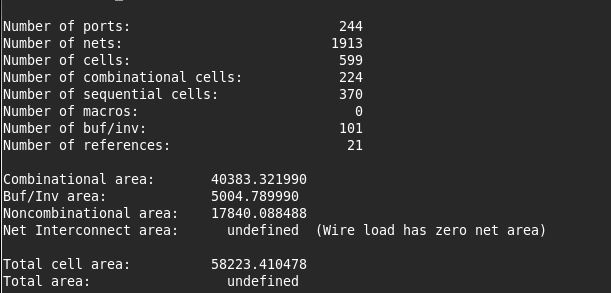 Number of ports: 244
Number of nets: 1913
Number of cells: 599
Number of combinational cells: 224
Number of sequential cells: 370
Number of macros: 0
Number of buf/inv: 101
Number of references: 21
Combinational area: 40383.321990
Buf/Inv area: 5004.789990
Noncombinational area: 17840.088488
Net Interconnect area: undefined (Wire load has zero net area)
Total cell area: 58223.410478
Total area: undefined